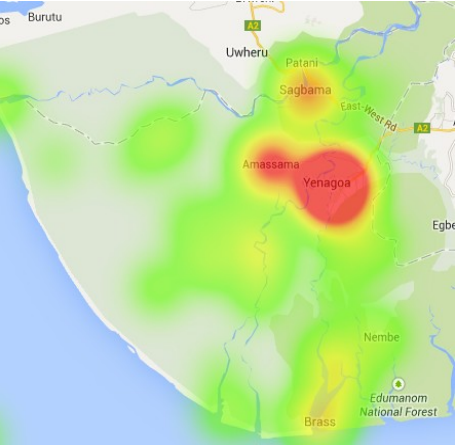 Burutu
A2
Uwheru
Patani
Sagbama
East-West Rd
A2
Amassama
Yenagoa
Egbe
Nembe
Edumanom
National Forest
Brass